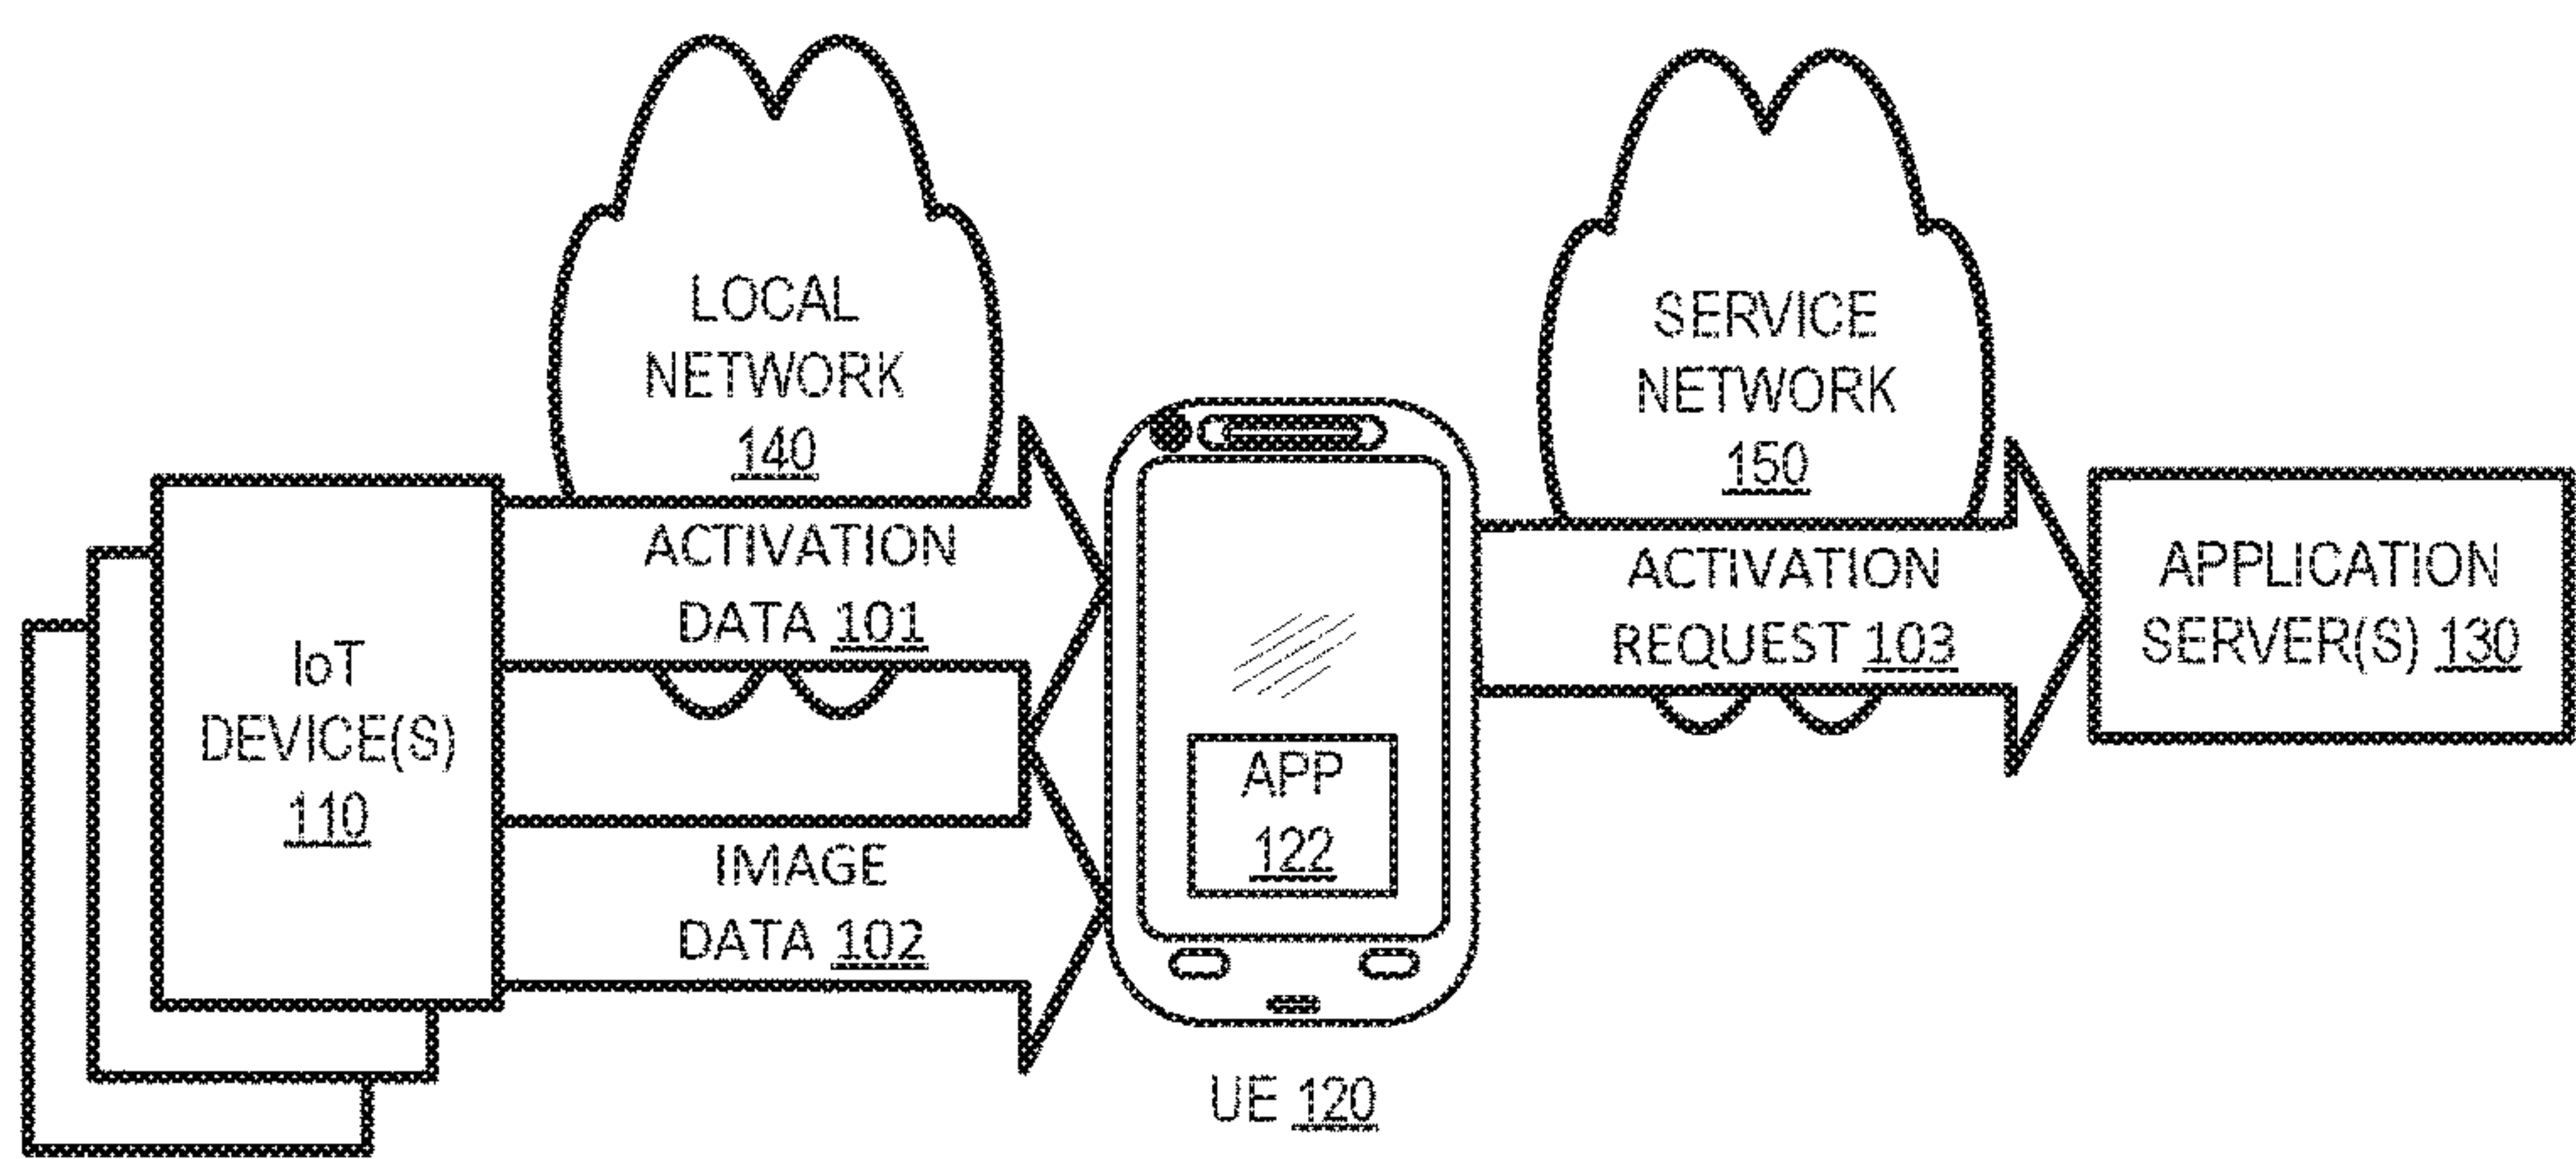 LOCAL
NETWORK
140
SERVICE
NETWORK
150
IoT
DEVICE(S)
110
ACTIVATION
DATA 101
IMAGE
DATA 102
APP
122
UE 120
ACTIVATION
REQUEST 103
APPLICATION
SERVER(S) 130